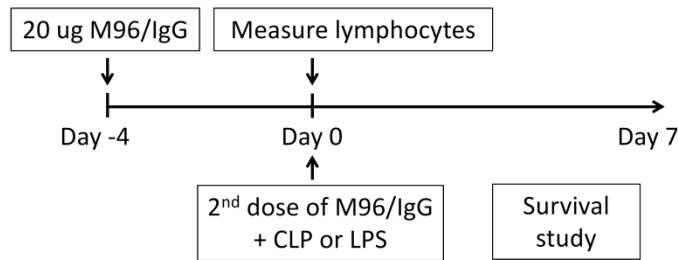 20 ug M96/IgG
Measure lymphocytes
Day -4
Day 0
Day 7
2nd dose of M96/IgG
+ CLP or LPS
Survival
study